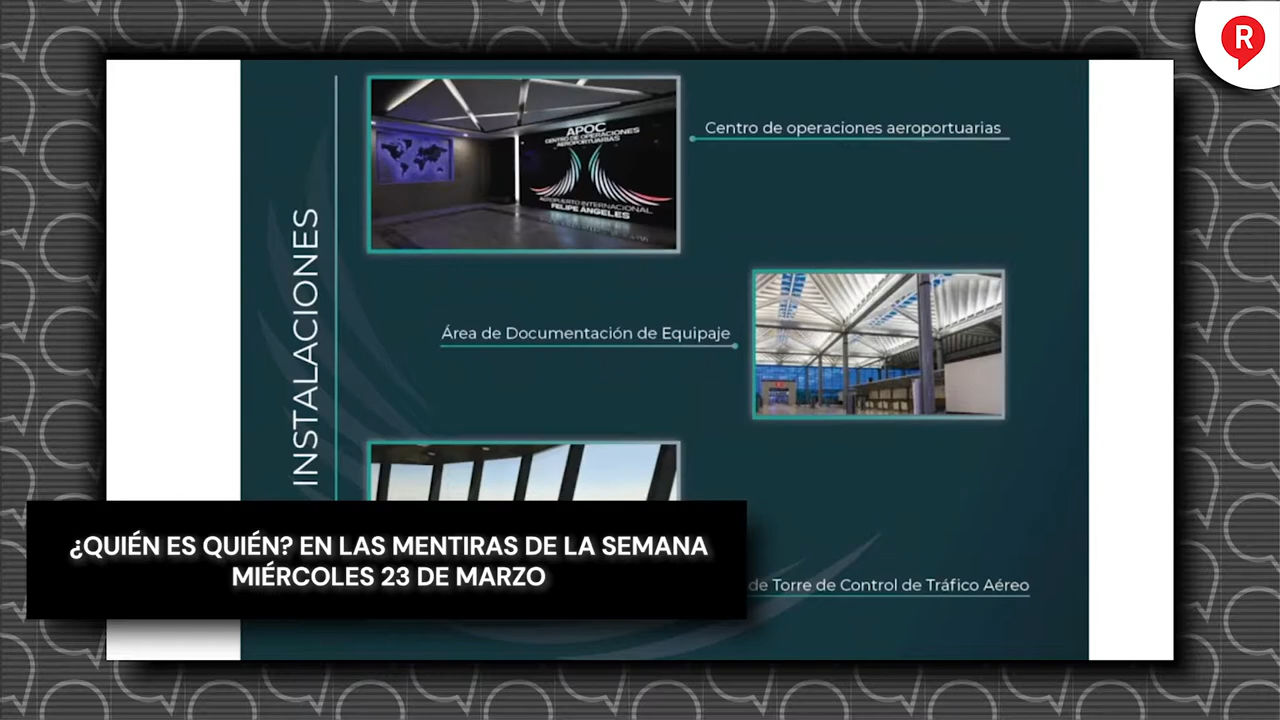 R
APOC
CENTRO DE OPERACIONES
AEROPORTUARIAS
AEROPUERTO INTERNACIONAL
FELIPE ÁNGELES
Centro de operaciones aeroportuarias
INSTALACIONES
Área de Documentación de Equipaje
de Torre de Control de Tráfico Aéreo
¿QUIÉN ES QUIÉN? EN LAS MENTIRAS DE LA SEMANA
MIÉRCOLES 23 DE MARZO